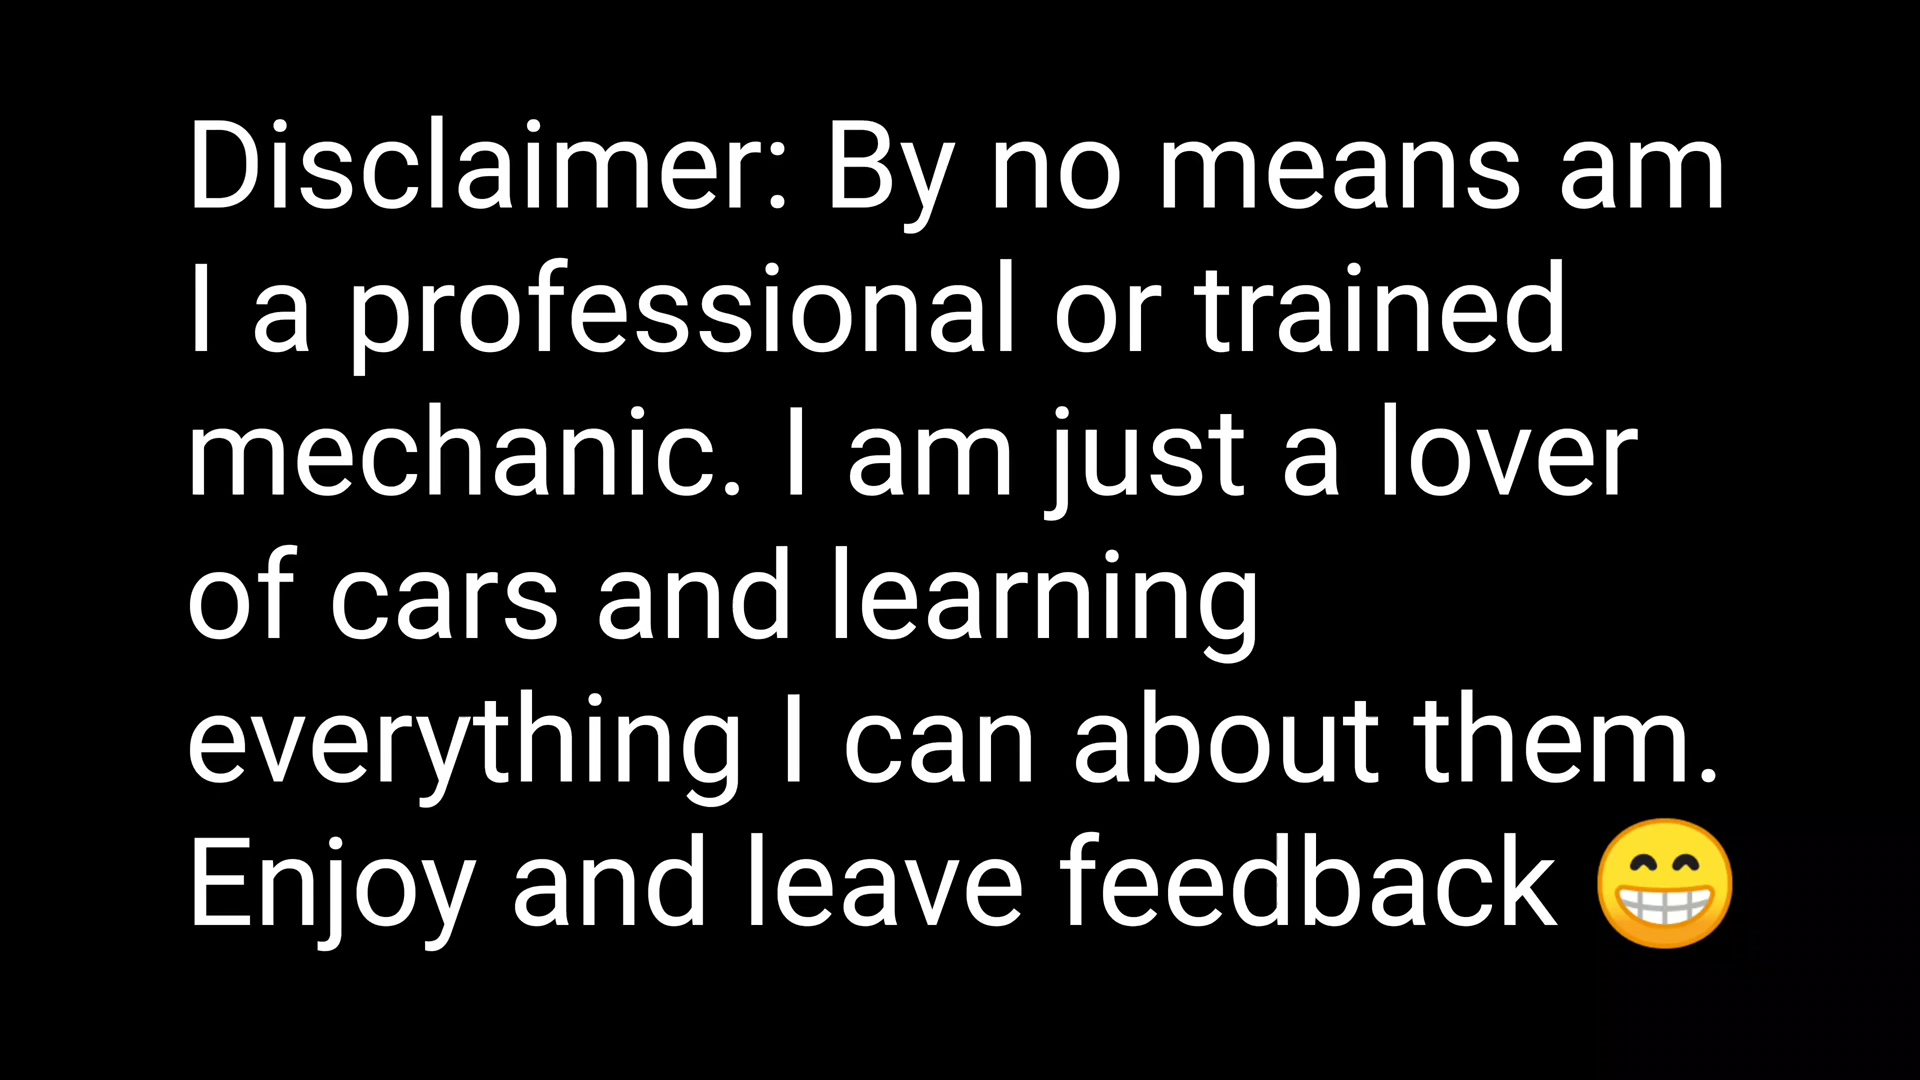 Disclaimer: By no means am
I a professional or trained
mechanic. I am just a lover
of cars and learning
everything I can about them.
Enjoy and leave feedback 😁